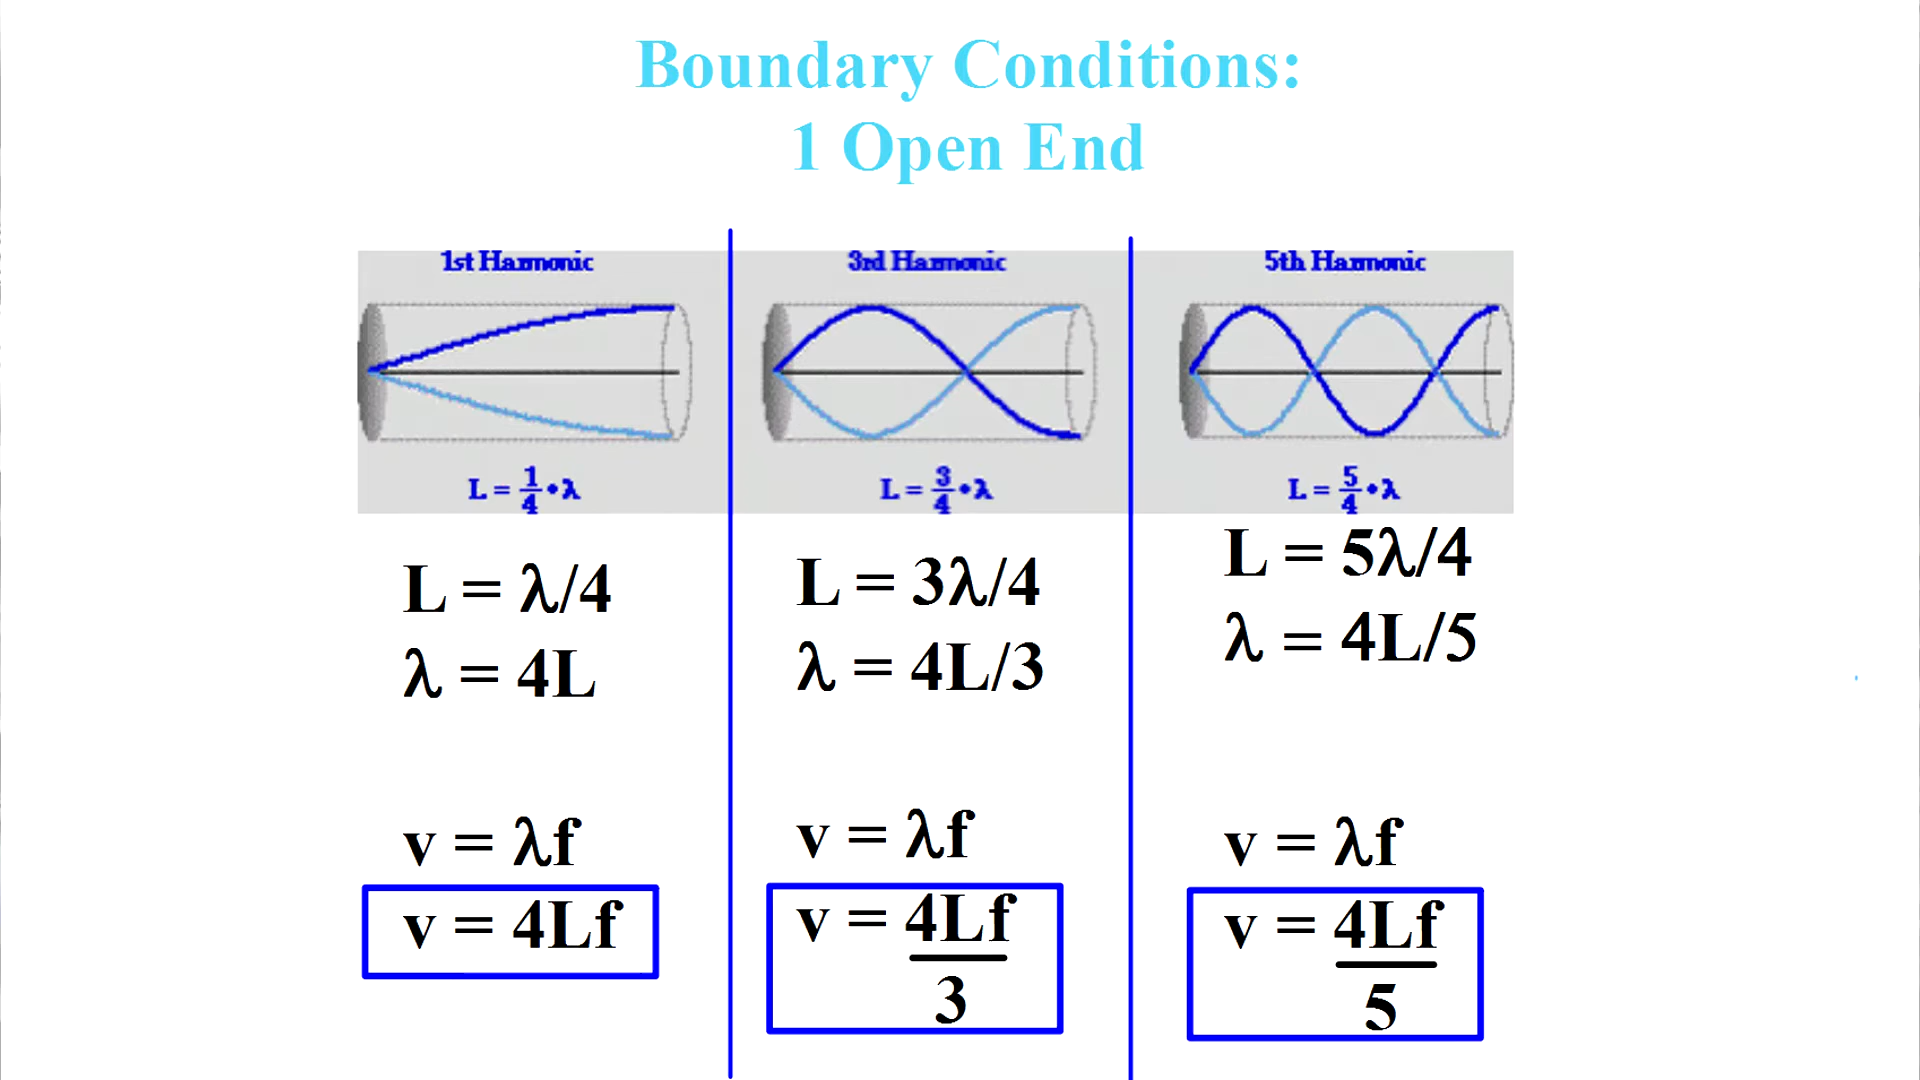 Boundary Conditions:
1 Open End
1st Harmonic
L = 1/4 • λ
L = λ/4
λ = 4L
v = λf
v = 4Lf
3rd Harmonic
L = 3/4 • λ
L = 3λ/4
λ = 4L/3
v = λf
v = 4Lf
3
5th Harmonic
L = 5/4 • λ
L = 5λ/4
λ = 4L/5
v = λf
v = 4Lf
5